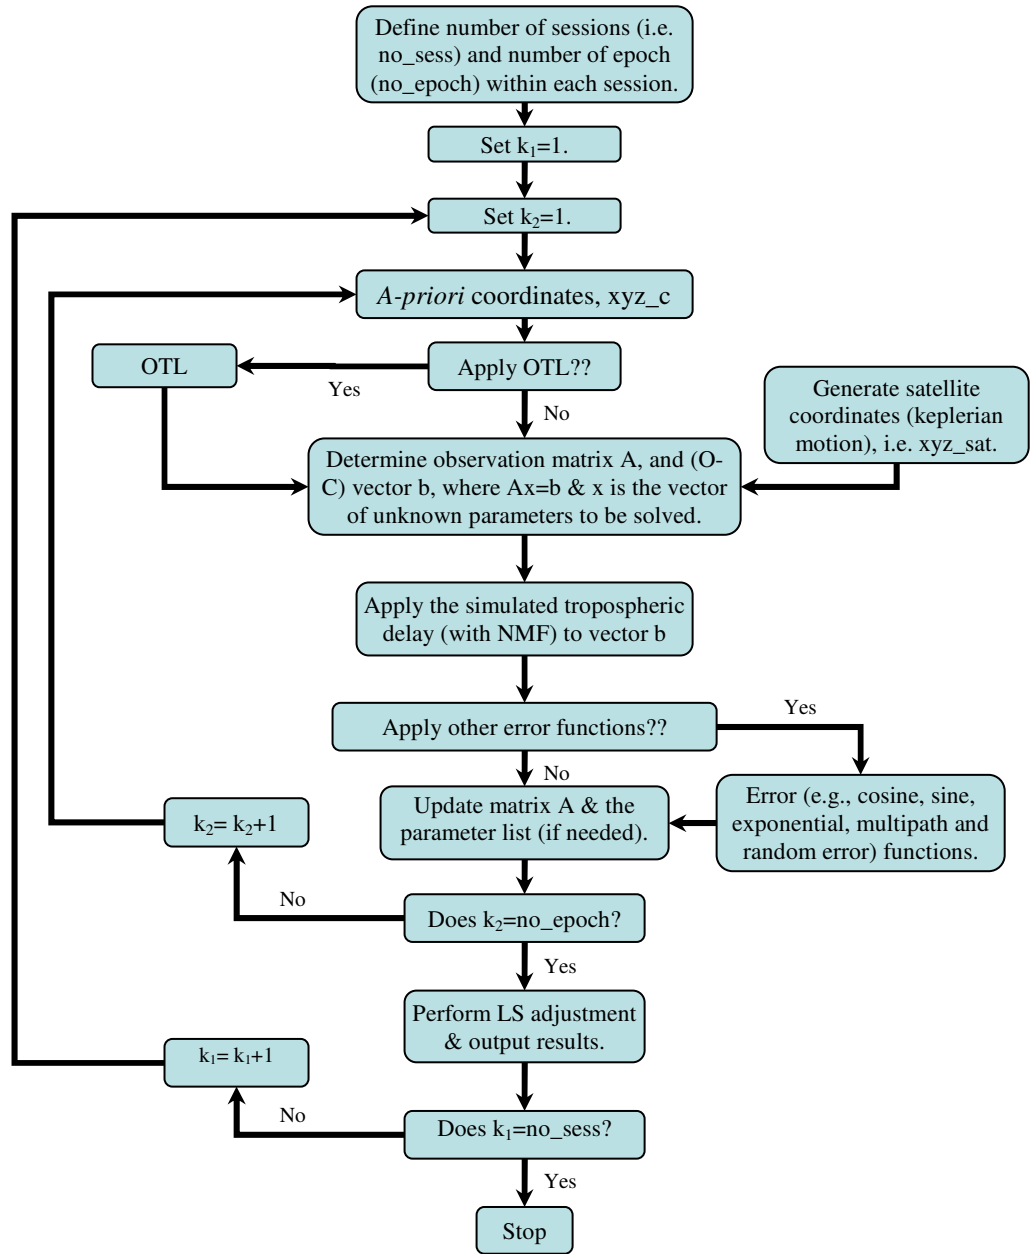 Define number of sessions (i.e.
no_sess) and number of epoch
(no_epoch) within each session.
Set k₁=1.
Set k₂=1.
A-priori coordinates, xyz_c
OTL
Yes
Apply OTL??
No
Generate satellite
coordinates (keplerian
motion), i.e. xyz_sat.
Determine observation matrix A, and (O-
C) vector b, where Ax=b & x is the vector
of unknown parameters to be solved.
Apply the simulated tropospheric
delay (with NMF) to vector b
Apply other error functions??
Yes
No
Error (e.g., cosine, sine,
exponential, multipath and
random error) functions.
Update matrix A & the
parameter list (if needed).
k₂= k₂+1
No
Does k₂=no_epoch?
Yes
Perform LS adjustment
& output results.
k₁= k₁+1
No
Does k₁=no_sess?
Yes
Stop